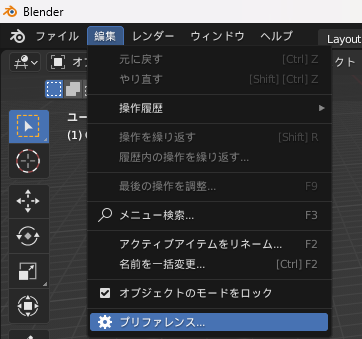 Blender
ファイル 編集 レンダー ウィンドウ ヘルプ Layout
元に戻す [Ctrl] Z
やり直す [Shift] [Ctrl] Z
操作履歴
操作を繰り返す [Shift] R
履歴内の操作を繰り返す...
最後の操作を調整... F9
メニュー検索... F3
アクティブアイテムをリネーム... F2
名前を一括変更... [Ctrl] F2
オブジェクトのモードをロック
プリファレンス...
オ
クト
ユー
(1)